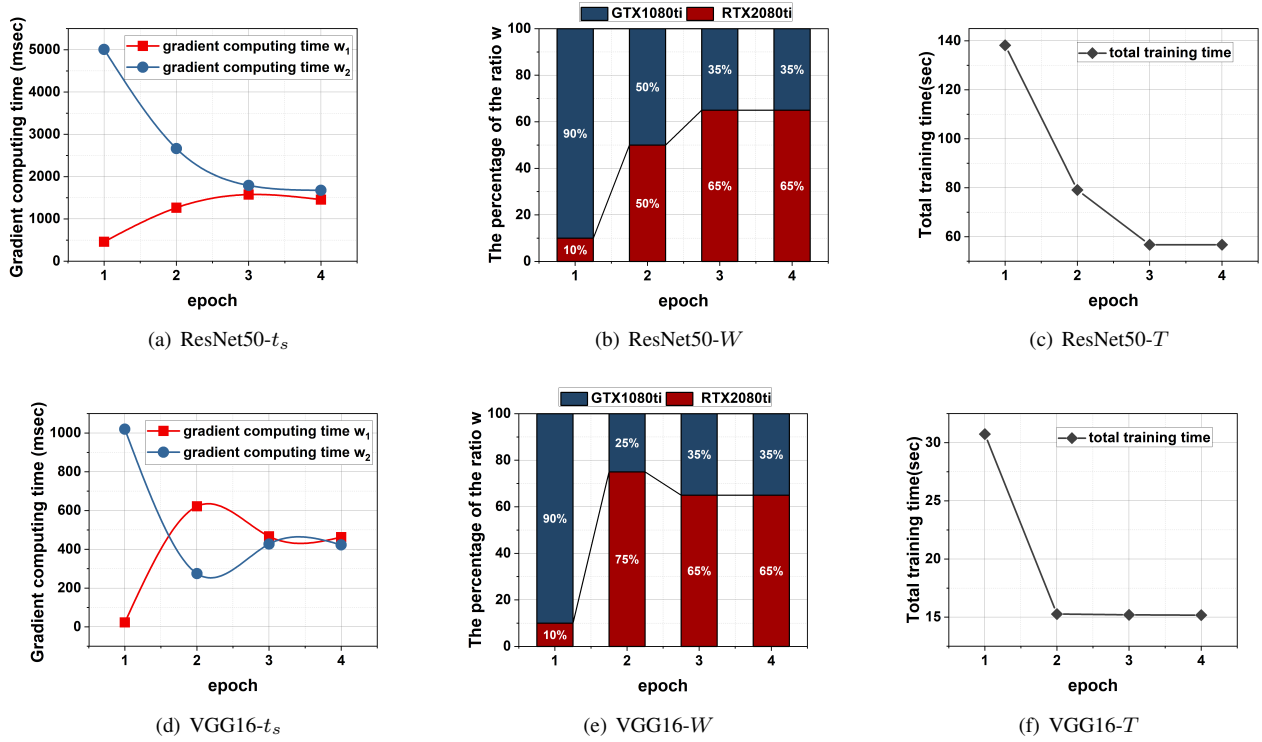 Gradient computing time (msec)
5000
4000
3000
2000
1000
0
gradient computing time w1
gradient computing time w2
1 2 3 4
epoch
(a) ResNet50-ts
GTX1080ti RTX2080ti
The percentage of the ratio w
100
80
60
40
20
0
90%
50%
35%
35%
10%
50%
65%
65%
1 2 3 4
epoch
(b) ResNet50-W
Total training time(sec)
140
120
100
80
60
total training time
1 2 3 4
epoch
(c) ResNet50-T
Gradient computing time (msec)
1000
800
600
400
200
0
gradient computing time w1
gradient computing time w2
1 2 3 4
epoch
(d) VGG16-ts
GTX1080ti RTX2080ti
The percentage of the ratio w
100
80
60
40
20
0
90%
25%
35%
35%
10%
75%
65%
65%
1 2 3 4
epoch
(e) VGG16-W
Total training time(sec)
30
25
20
15
total training time
1 2 3 4
epoch
(f) VGG16-T